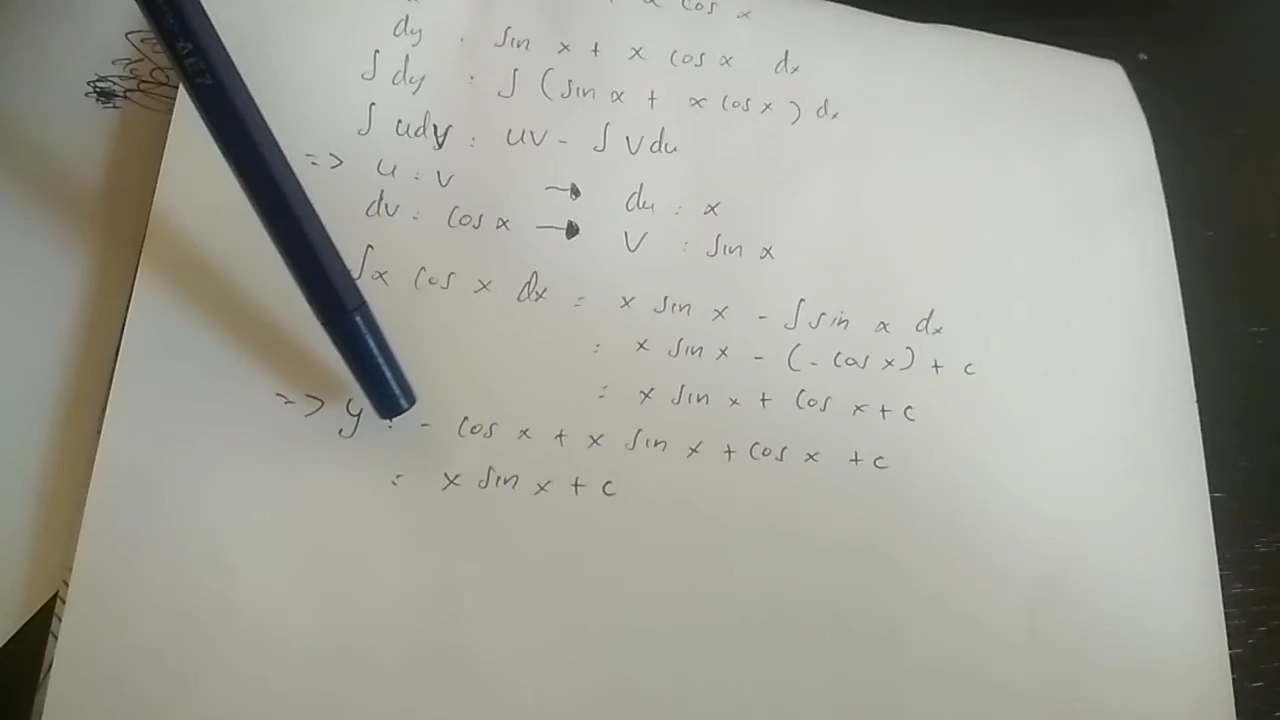 x cos x
dy : sin x + x cos x dx
∫ dy : ∫ (sin x + x cos x) dx
∫ udv : uv - ∫ v du
=> u : v → du : x
dv : cos x → v : sin x
∫x cos x dx = x sin x - ∫ sin x dx
: x sin x - (- cos x) + c
: x sin x + cos x + c
=> y : - cos x + x sin x + cos x + c
: x sin x + c